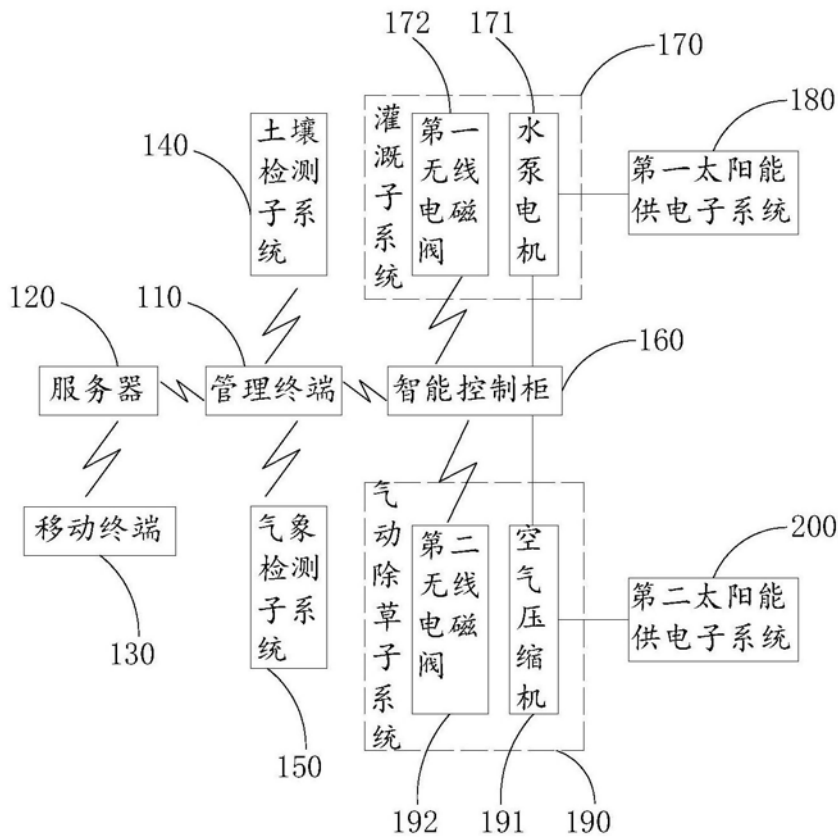 172
171
170
180
140
土壤
检测
子系
统
灌溉子系统
第一
无线
电磁
阀
水泵电机
第一太阳能
供电子系统
120
110
160
服务器
管理终端
智能控制柜
移动终端
130
气象
检测
子系
统
150
气动除草子系统
第二
无线
电磁
阀
空气压缩机
200
第二太阳能
供电子系统
192
191
190